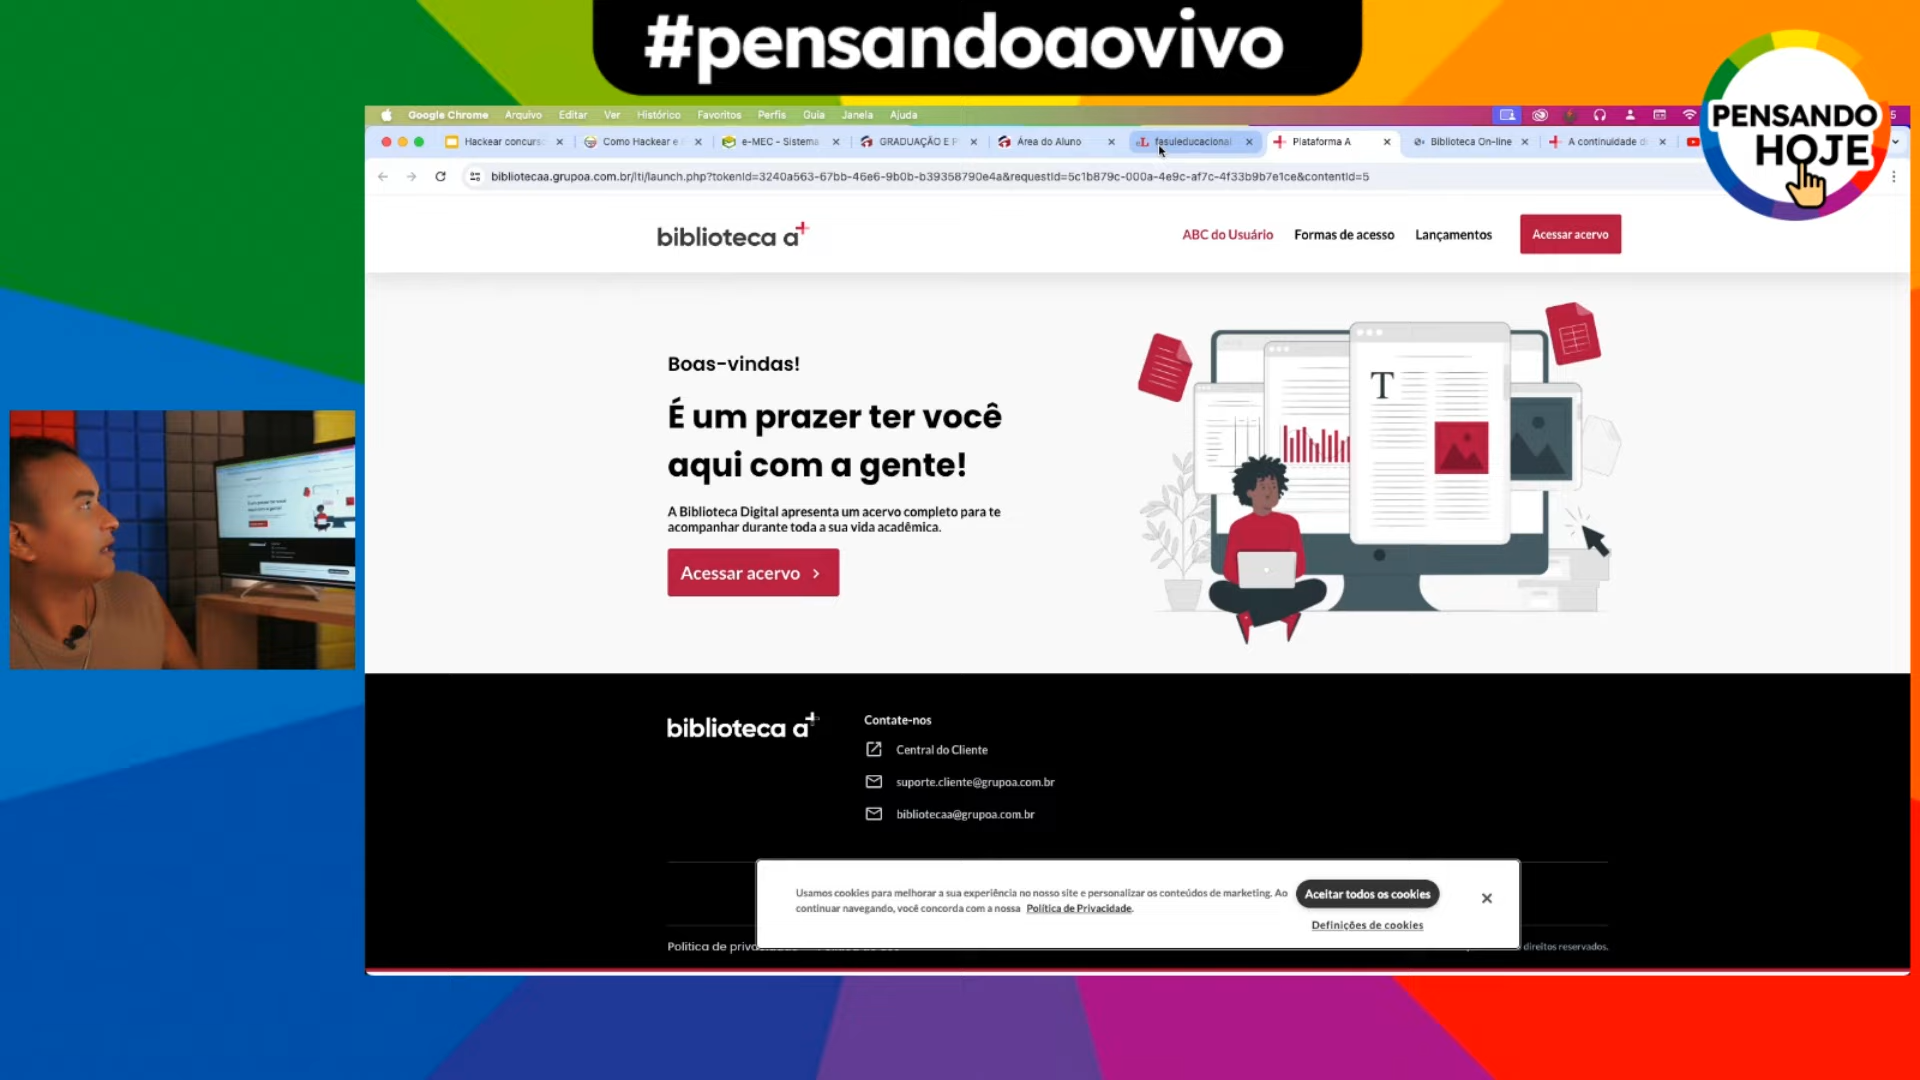 #pensandoaovivo
PENSANDO
HOJE
Google Chrome Arquivo Editar Ver Histórico Favoritos Perfis Guia Janela Ajuda
Hackear concurs
Como Hackear e
e-MEC - Sistema
GRADUAÇÃO E P
Área do Aluno
fasuleducacional
Plataforma A
Biblioteca On-line
A continuidade d
bibliotecaa.grupoa.com.br/lti/launch.php?tokenId=3240a563-67bb-46e6-9b0b-b39358790e4a&requestId=5c1b879c-000a-4e9c-af7c-4f33b9b7e1ce&contentId=5
biblioteca a+
ABC do Usuário Formas de acesso Lançamentos Acessar acervo
Boas-vindas!
É um prazer ter você
aqui com a gente!
A Biblioteca Digital apresenta um acervo completo para te
acompanhar durante toda a sua vida acadêmica.
Acessar acervo
T
biblioteca a+
Contate-nos
Central do Cliente
suporte.cliente@grupoa.com.br
bibliotecaa@grupoa.com.br
Usamos cookies para melhorar a sua experiência no nosso site e personalizar os conteúdos de marketing. Ao
continuar navegando, você concorda com a nossa Política de Privacidade.
Aceitar todos os cookies
Definições de cookies
Política de
direitos reservados.